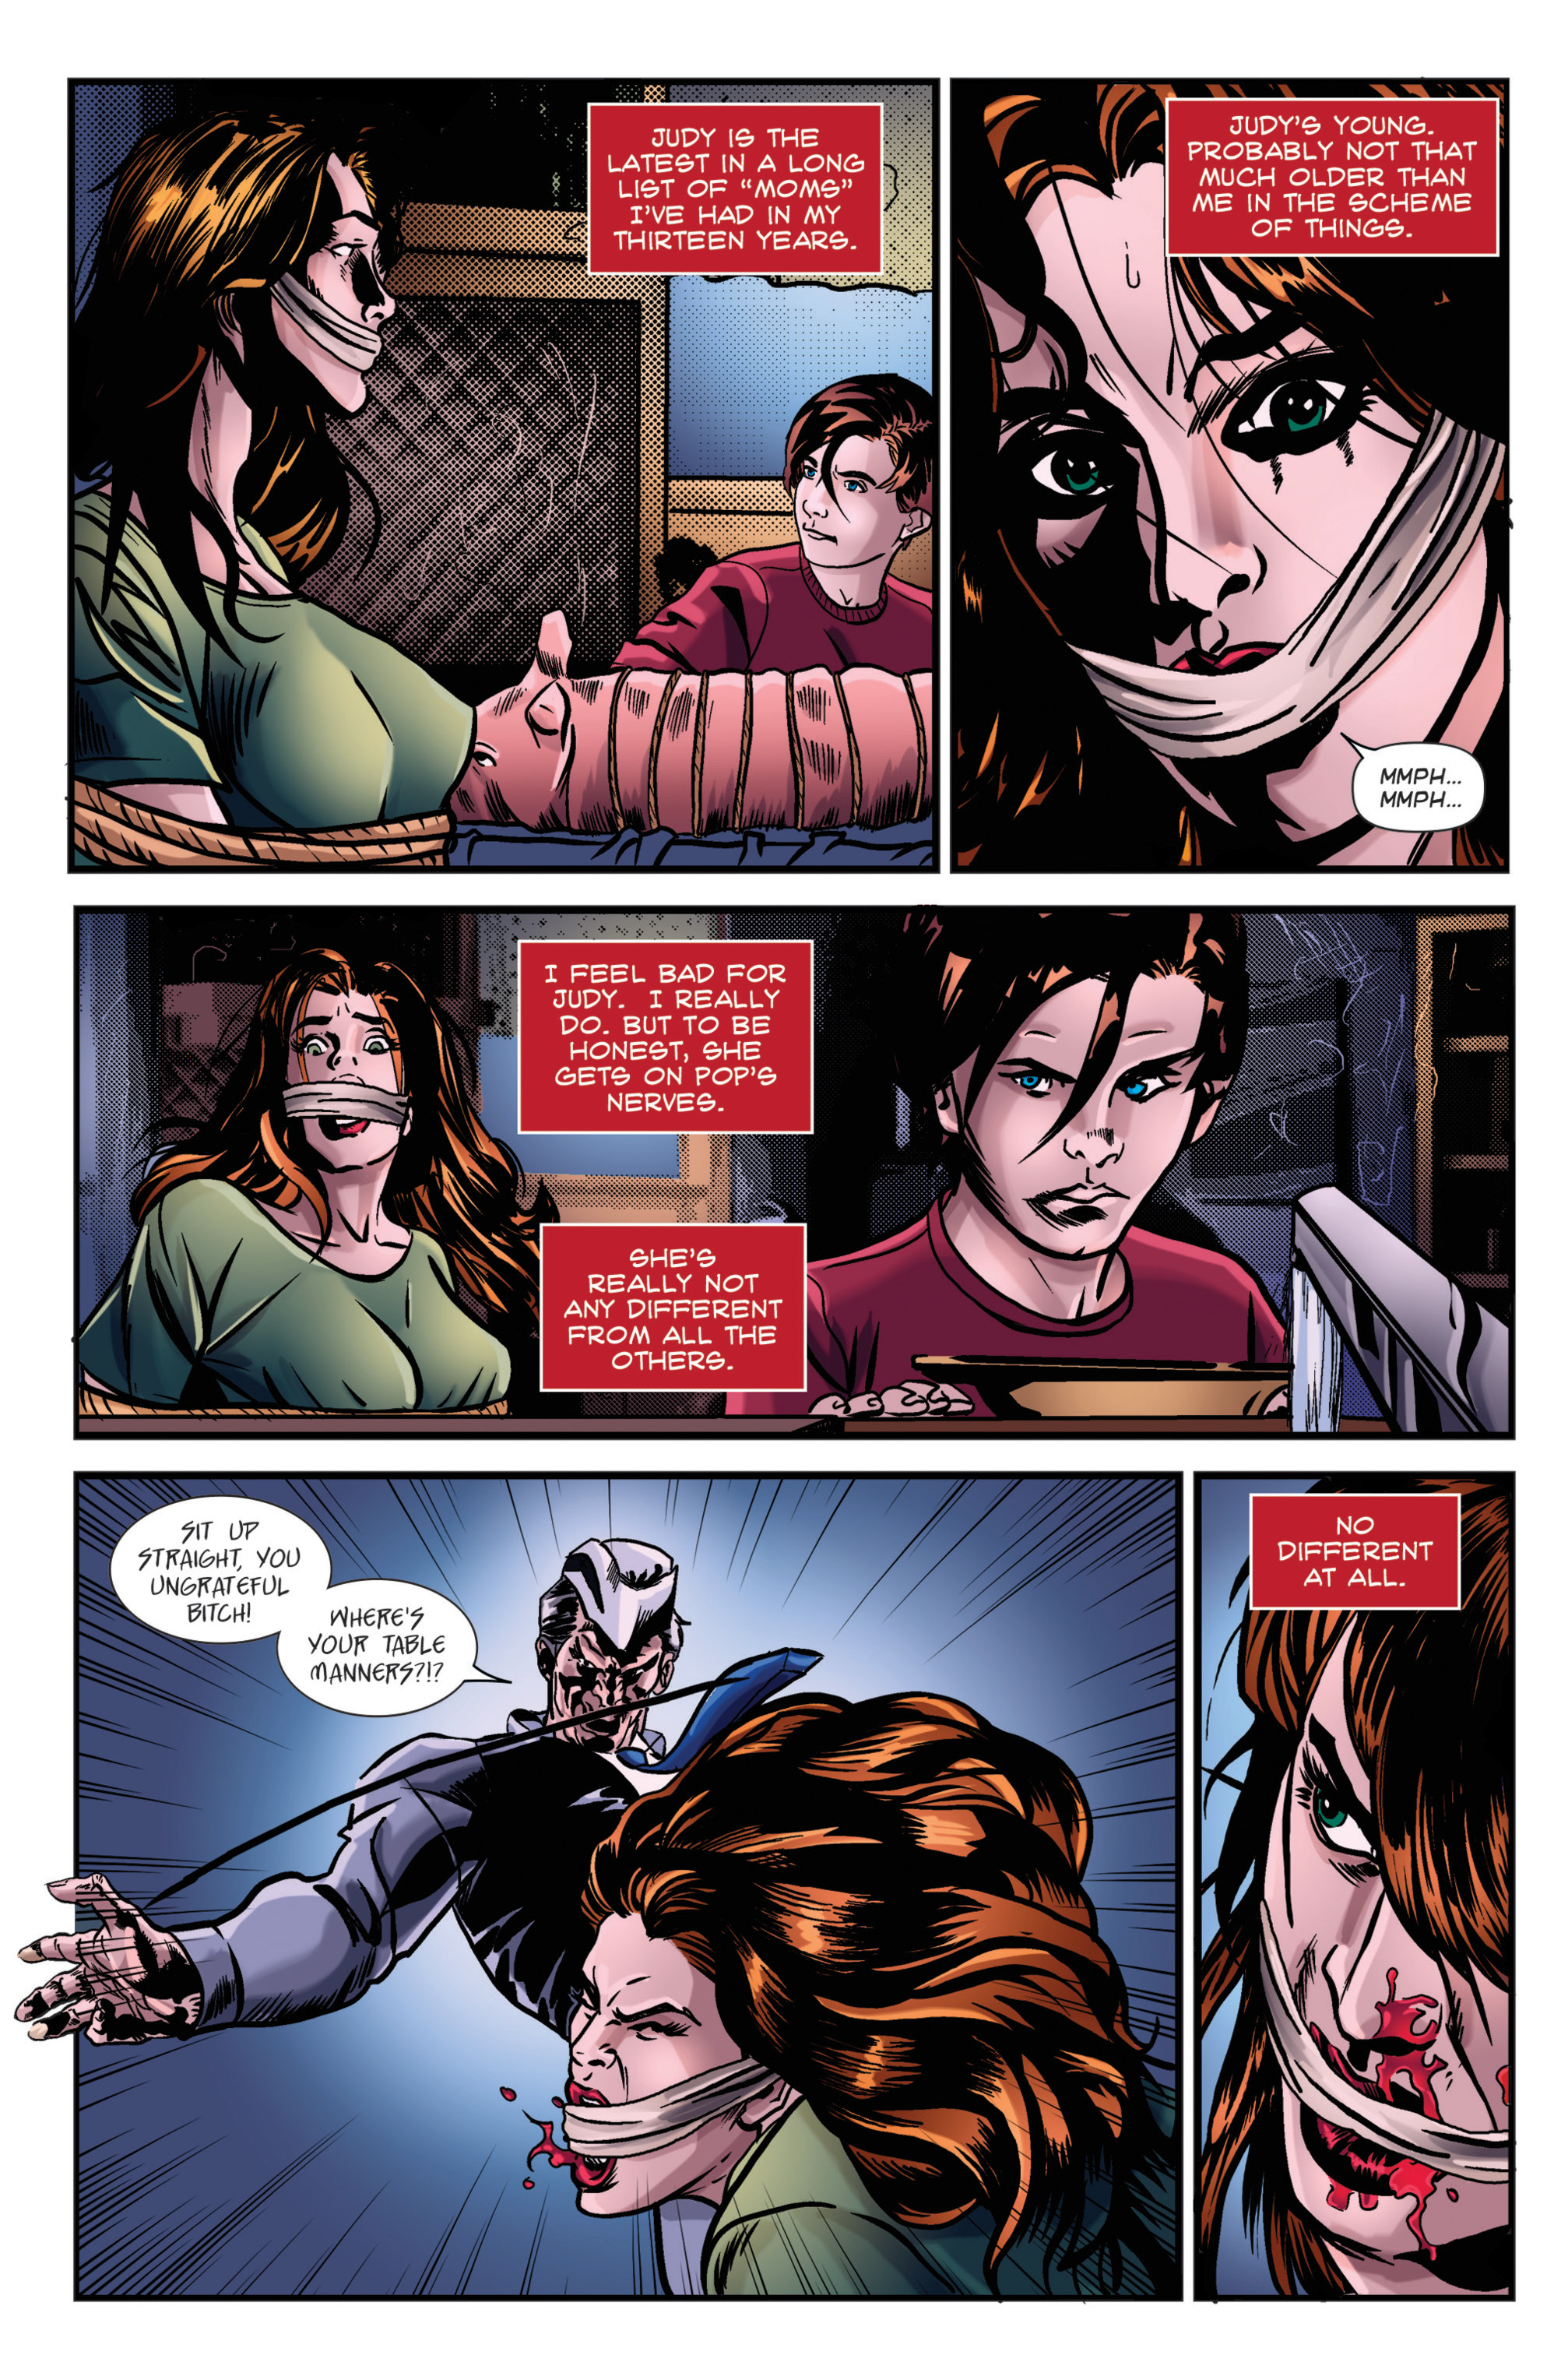 JUDY IS THE
LATEST IN A LONG
LIST OF "MOMS"
I'VE HAD IN MY
THIRTEEN YEARS.
JUDY'S YOUNG.
PROBABLY NOT THAT
MUCH OLDER THAN
ME IN THE SCHEME
OF THINGS.
MMPH...
MMPH...
I FEEL BAD FOR
JUDY. I REALLY
DO. BUT TO BE
HONEST, SHE
GETS ON POP'S
NERVES.
SHE'S
REALLY NOT
ANY DIFFERENT
FROM ALL THE
OTHERS.
SIT UP
STRAIGHT, YOU
UNGRATEFUL
BITCH!
WHERE'S
YOUR TABLE
MANNERS?!?
NO
DIFFERENT
AT ALL.